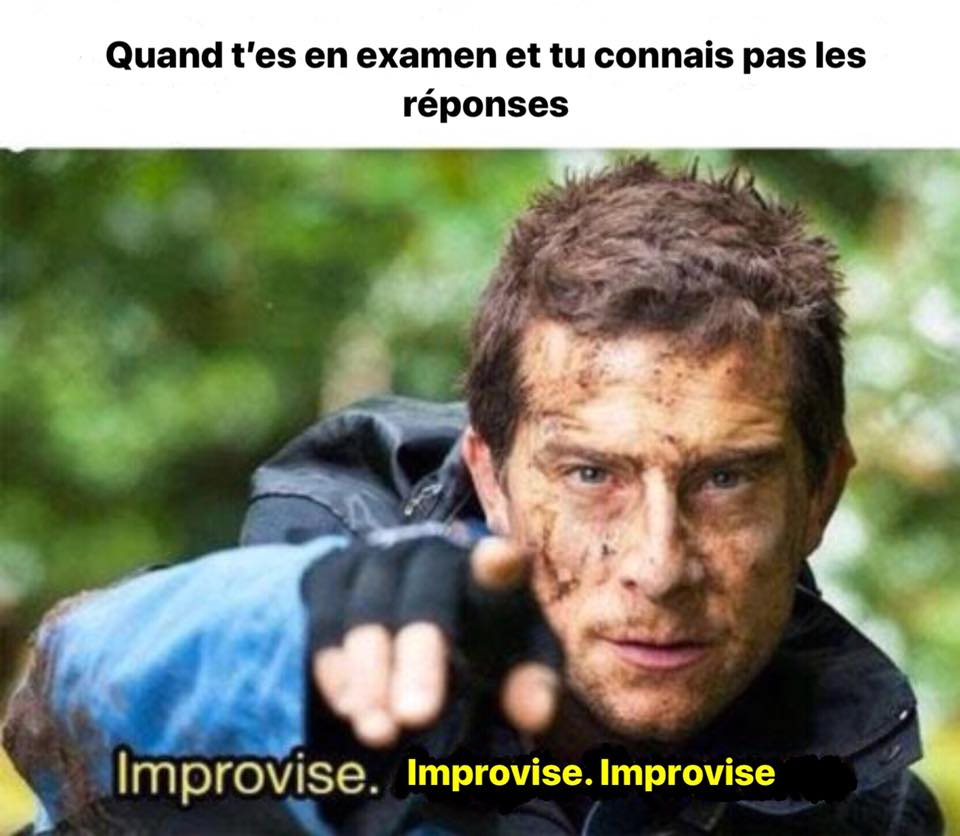 Quand t’es en examen et tu connais pas les
réponses
Improvise. Improvise. Improvise